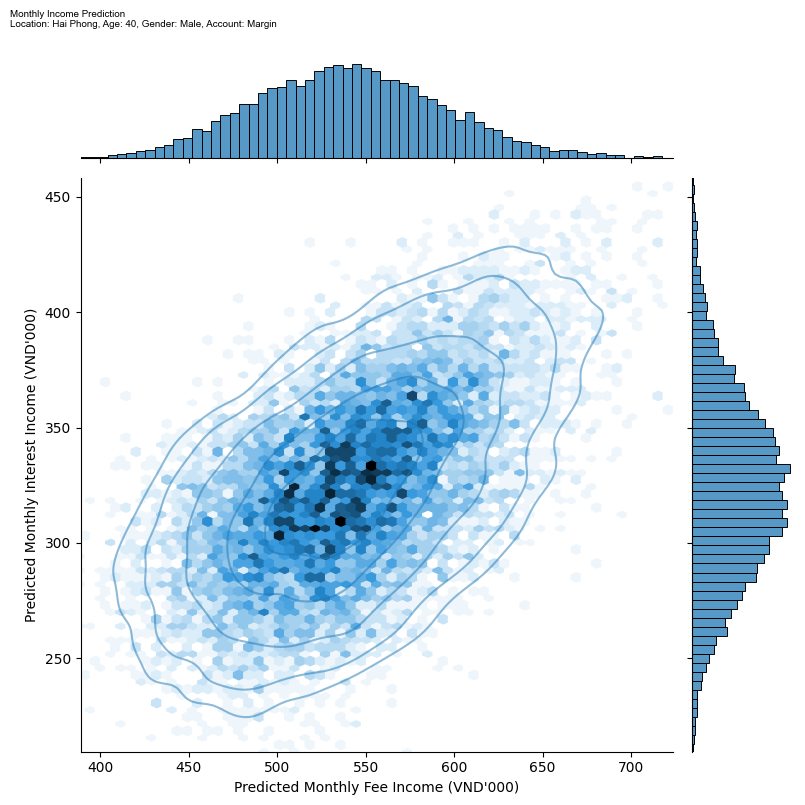 Monthly Income Prediction
Location: Hai Phong, Age: 40, Gender: Male, Account: Margin
450
400
350
300
250
Predicted Monthly Interest Income (VND'000)
400 450 500 550 600 650 700
Predicted Monthly Fee Income (VND'000)